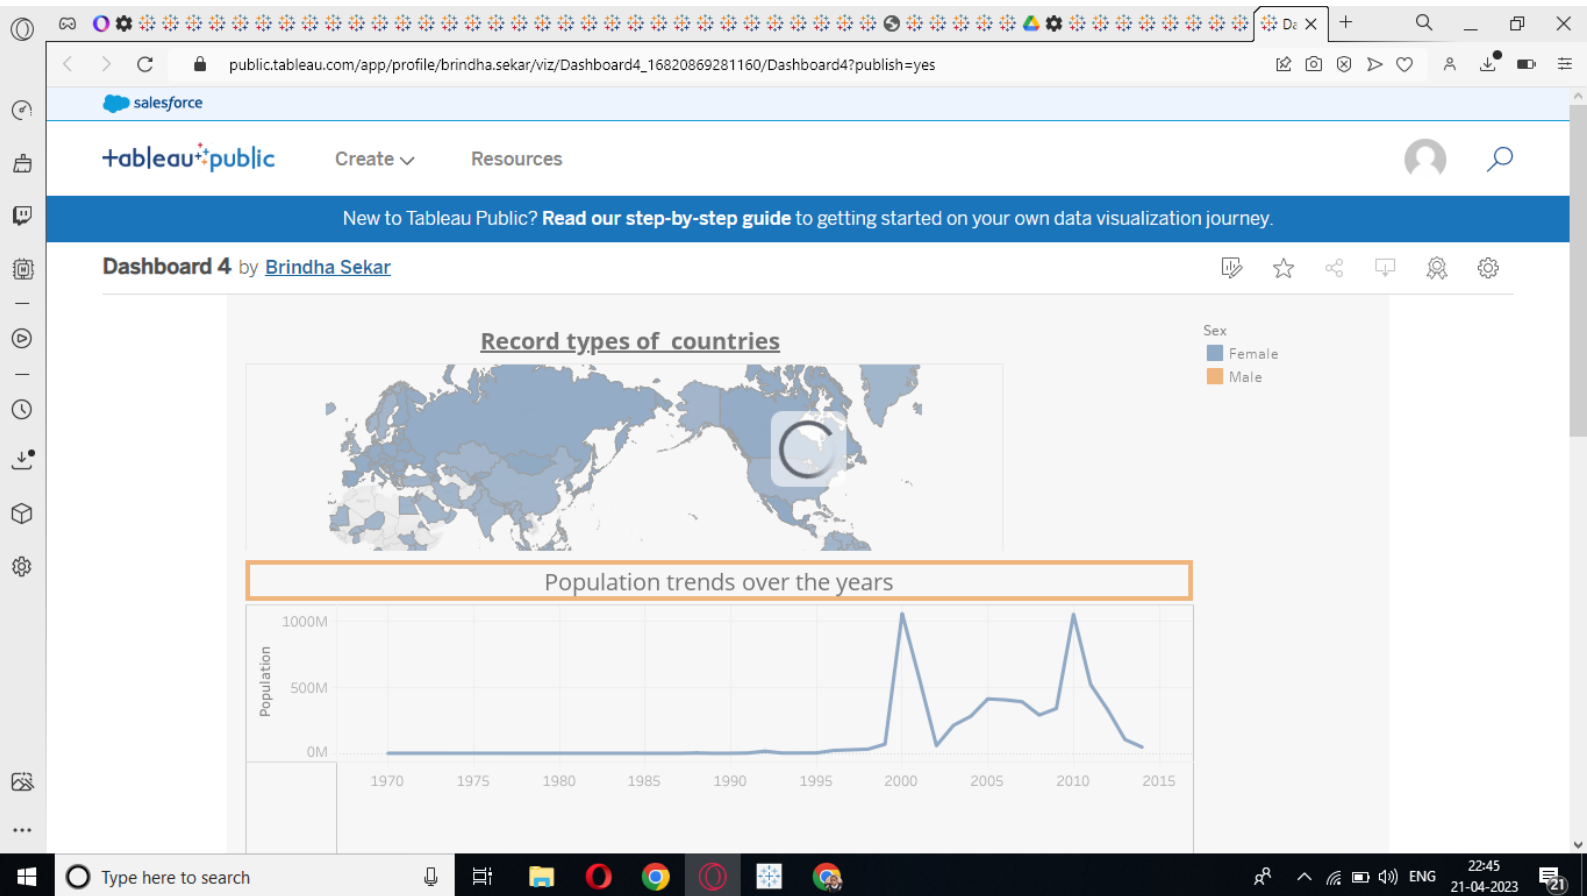 Da
public.tableau.com/app/profile/brindha.sekar/viz/Dashboard4_16820869281160/Dashboard4?publish=yes
salesforce
+ableau public
Create
Resources
New to Tableau Public? Read our step-by-step guide to getting started on your own data visualization journey.
Dashboard 4 by Brindha Sekar
Record types of countries
Sex
Female
Male
Population trends over the years
Population
1000M
500M
0M
1970 1975 1980 1985 1990 1995 2000 2005 2010 2015
Type here to search
ENG
22:45
21-04-2023
21